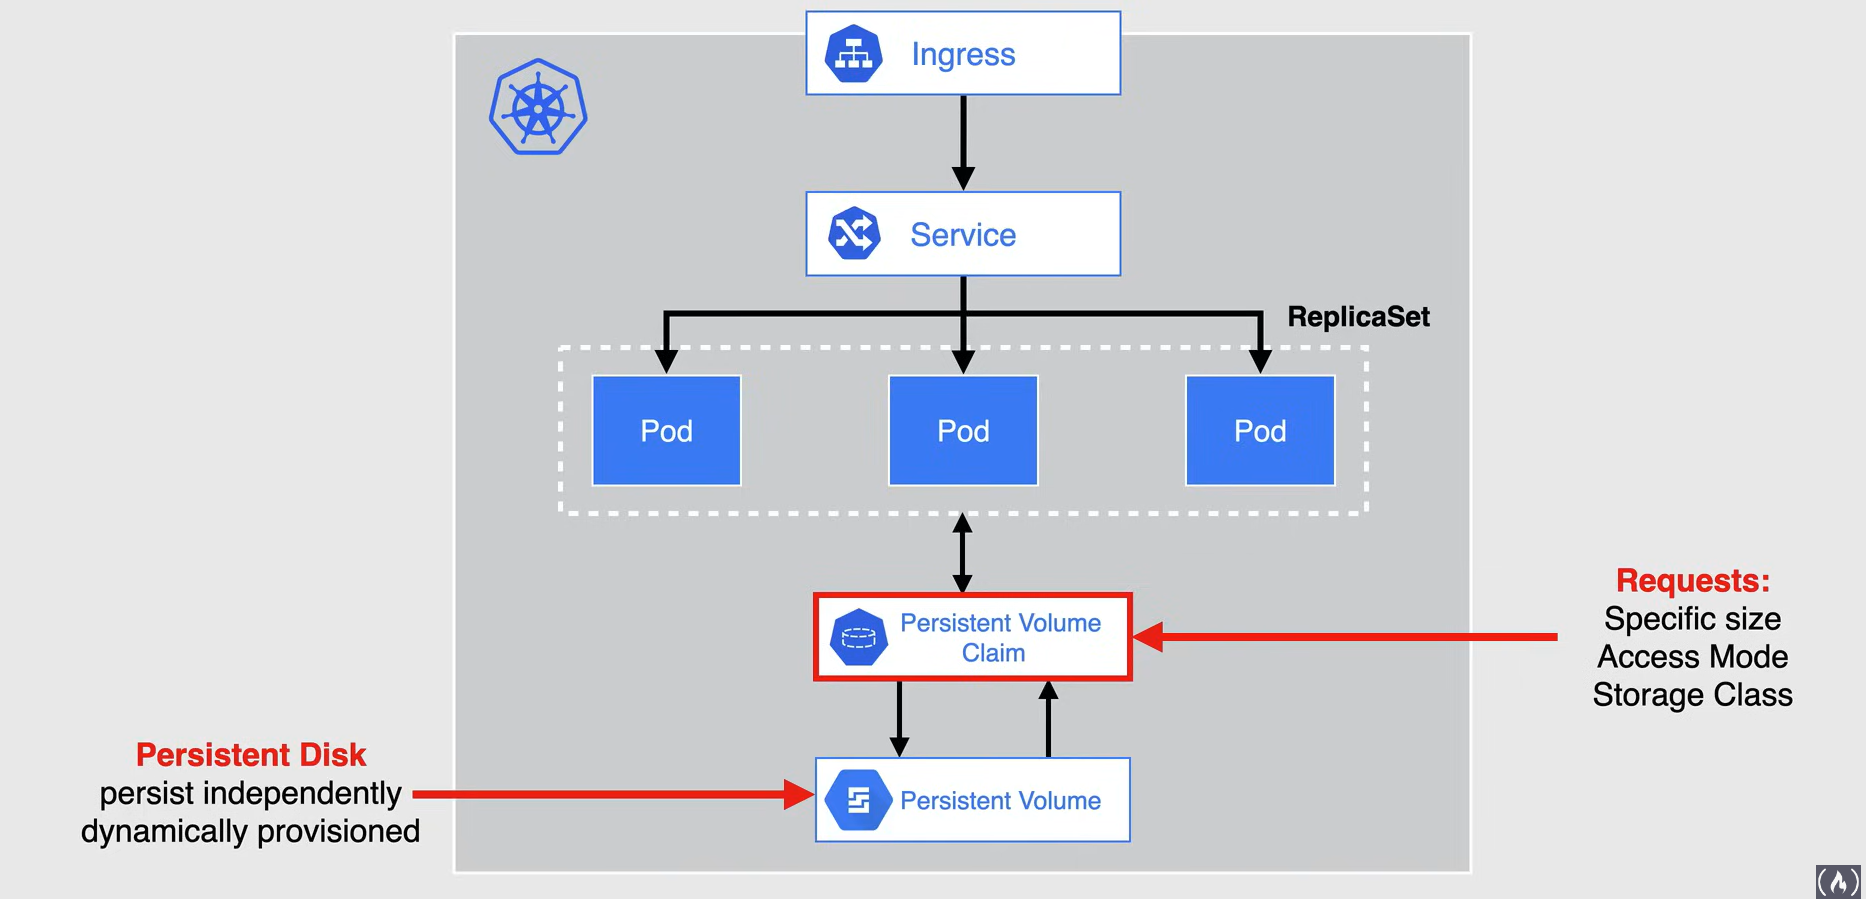 Ingress
Service
ReplicaSet
Pod
Pod
Pod
Persistent Volume
Claim
Requests:
Specific size
Access Mode
Storage Class
Persistent Disk
persist independently
dynamically provisioned
Persistent Volume